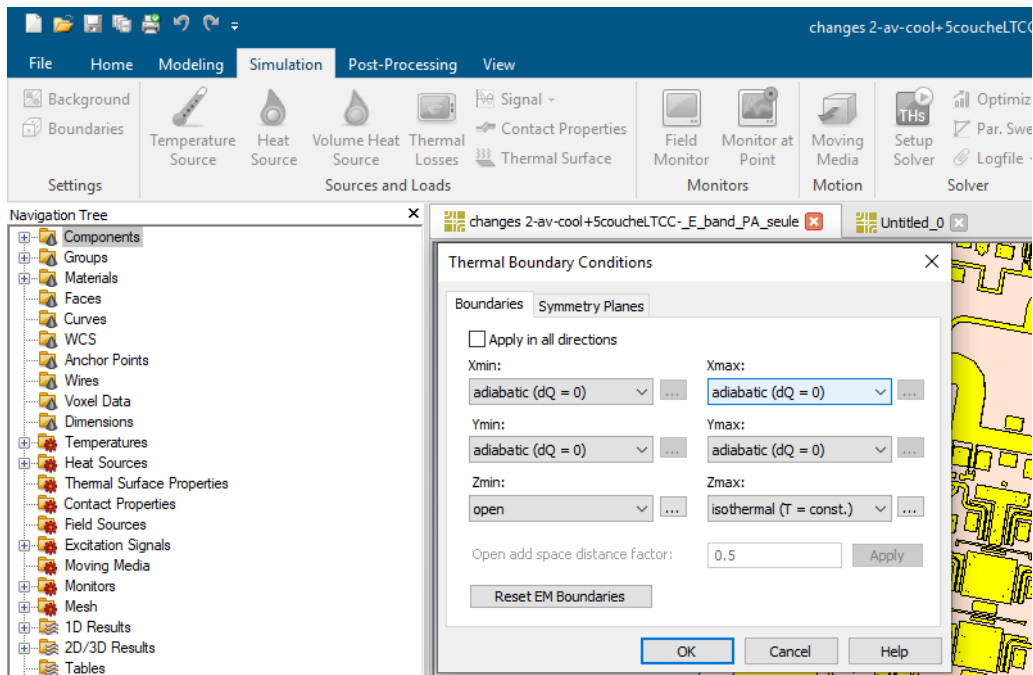 changes 2-av-cool+5coucheLTCC
File Home Modeling Simulation Post-Processing View
Background
Boundaries
Temperature Source
Heat Source
Volume Heat Source
Thermal Losses
Signal
Contact Properties
Thermal Surface
Field Monitor
Monitor at Point
Moving Media
THs
Setup Solver
Optimiz
Par. Swe
Logfile
Settings
Sources and Loads
Monitors
Motion
Solver
Navigation Tree
changes 2-av-cool+5coucheLTCC-_E_band_PA_seule
Untitled_0
Components
Groups
Materials
Faces
Curves
WCS
Anchor Points
Wires
Voxel Data
Dimensions
Temperatures
Heat Sources
Thermal Surface Properties
Contact Properties
Field Sources
Excitation Signals
Moving Media
Monitors
Mesh
1D Results
2D/3D Results
Tables
Thermal Boundary Conditions
Boundaries Symmetry Planes
Apply in all directions
Xmin: Xmax:
adiabatic (dQ = 0) ... adiabatic (dQ = 0) ...
Ymin: Ymax:
adiabatic (dQ = 0) ... adiabatic (dQ = 0) ...
Zmin: Zmax:
open ... isothermal (T = const.) ...
Open add space distance factor: 0.5 Apply
Reset EM Boundaries
OK Cancel Help